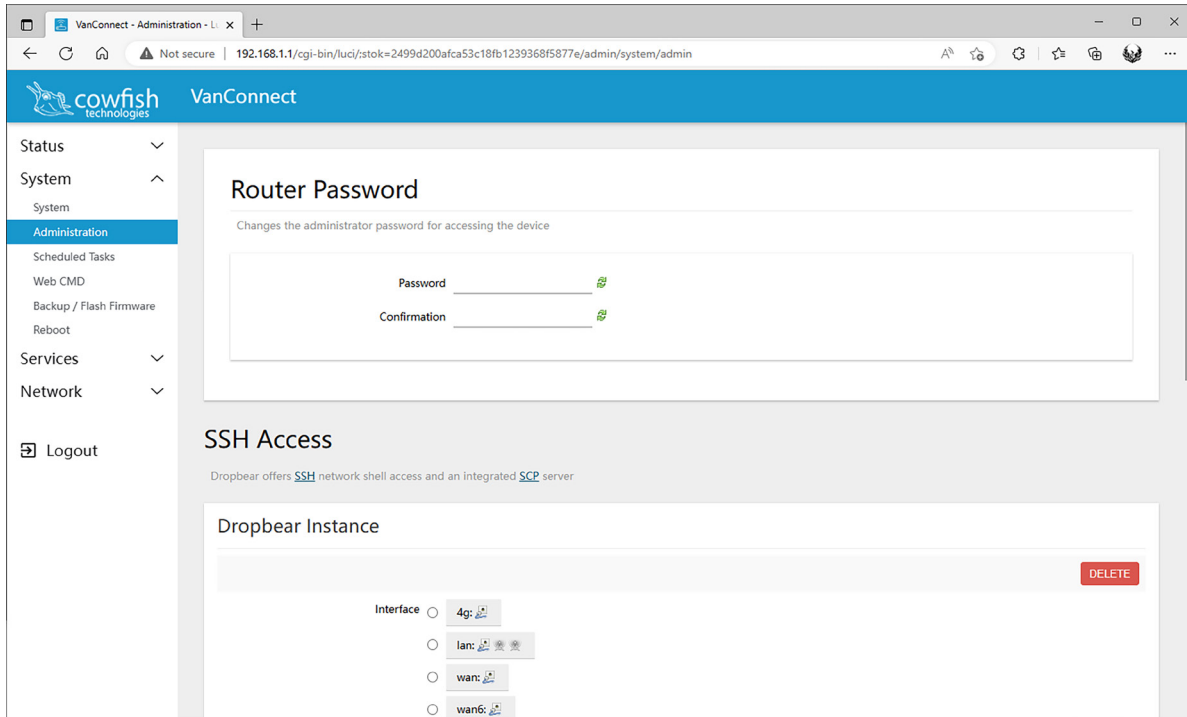 VanConnect - Administration - L
Not secure | 192.168.1.1/cgi-bin/luci/;stok=2499d200afca53c18fb1239368f5877e/admin/system/admin
cowfish
technologies
VanConnect
Status
System
System
Administration
Scheduled Tasks
Web CMD
Backup / Flash Firmware
Reboot
Services
Network
Logout
Router Password
Changes the administrator password for accessing the device
Password
Confirmation
SSH Access
Dropbear offers SSH network shell access and an integrated SCP server
Dropbear Instance
DELETE
Interface
4g:
lan:
wan:
wan6: